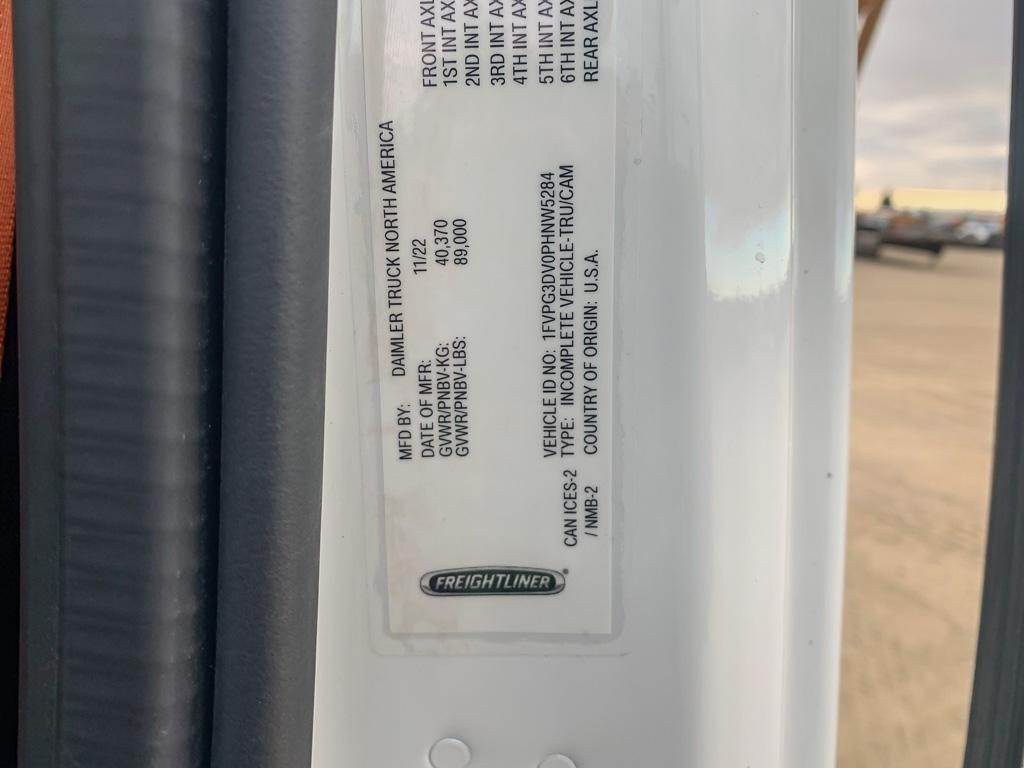 FREIGHTLINER®
MFD BY: DAIMLER TRUCK NORTH AMERICA
DATE OF MFR: 11/22
GVWR/PNBV-KG: 40,370
GVWR/PNBV-LBS: 89,000
FRONT AXL
1ST INT AX
2ND INT AX
3RD INT AX
4TH INT AX
5TH INT AX
6TH INT AX
REAR AXL
VEHICLE ID NO: 1FVPG3DV0PHNW5284
CAN ICES-2 TYPE: INCOMPLETE VEHICLE-TRU/CAM
/ NMB-2 COUNTRY OF ORIGIN: U.S.A.